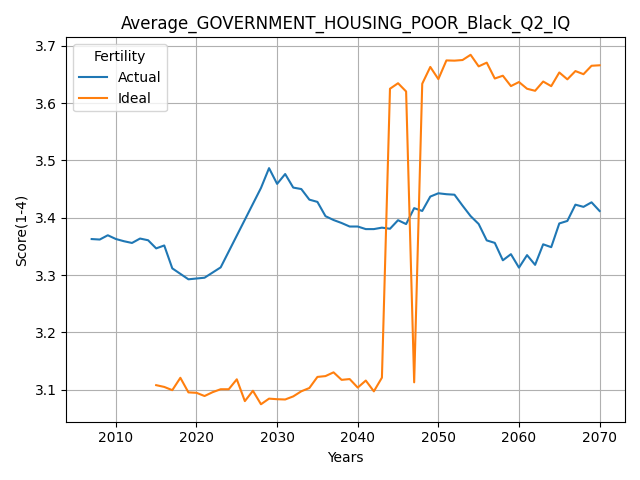 Average_GOVERNMENT_HOUSING_POOR_Black_Q2_IQ
Fertility
Actual
Ideal
3.7
3.6
3.5
3.4
3.3
3.2
3.1
Score(1-4)
2010 2020 2030 2040 2050 2060 2070
Years